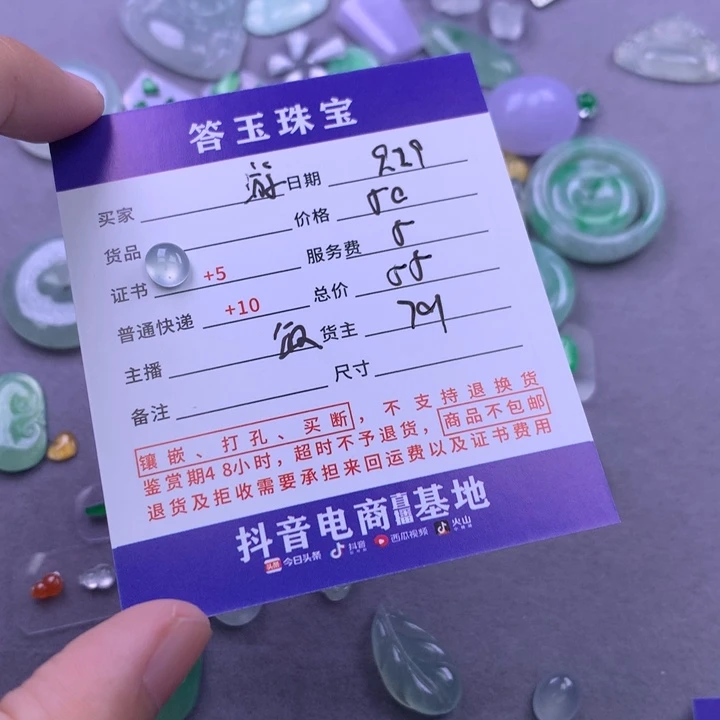 答玉珠宝
买家 日期 229
货品 价格 50
证书 +5 服务费 5
普通快递 +10 总价 55
主播 货主
备注 尺寸
镶嵌、打孔、买断，不支持退换货
鉴赏期48小时，超时不予退货，商品不包邮
退货及拒收需要承担来回运费以及证书费用
抖音电商直播基地
头条 今日头条 抖音 西瓜视频 火山